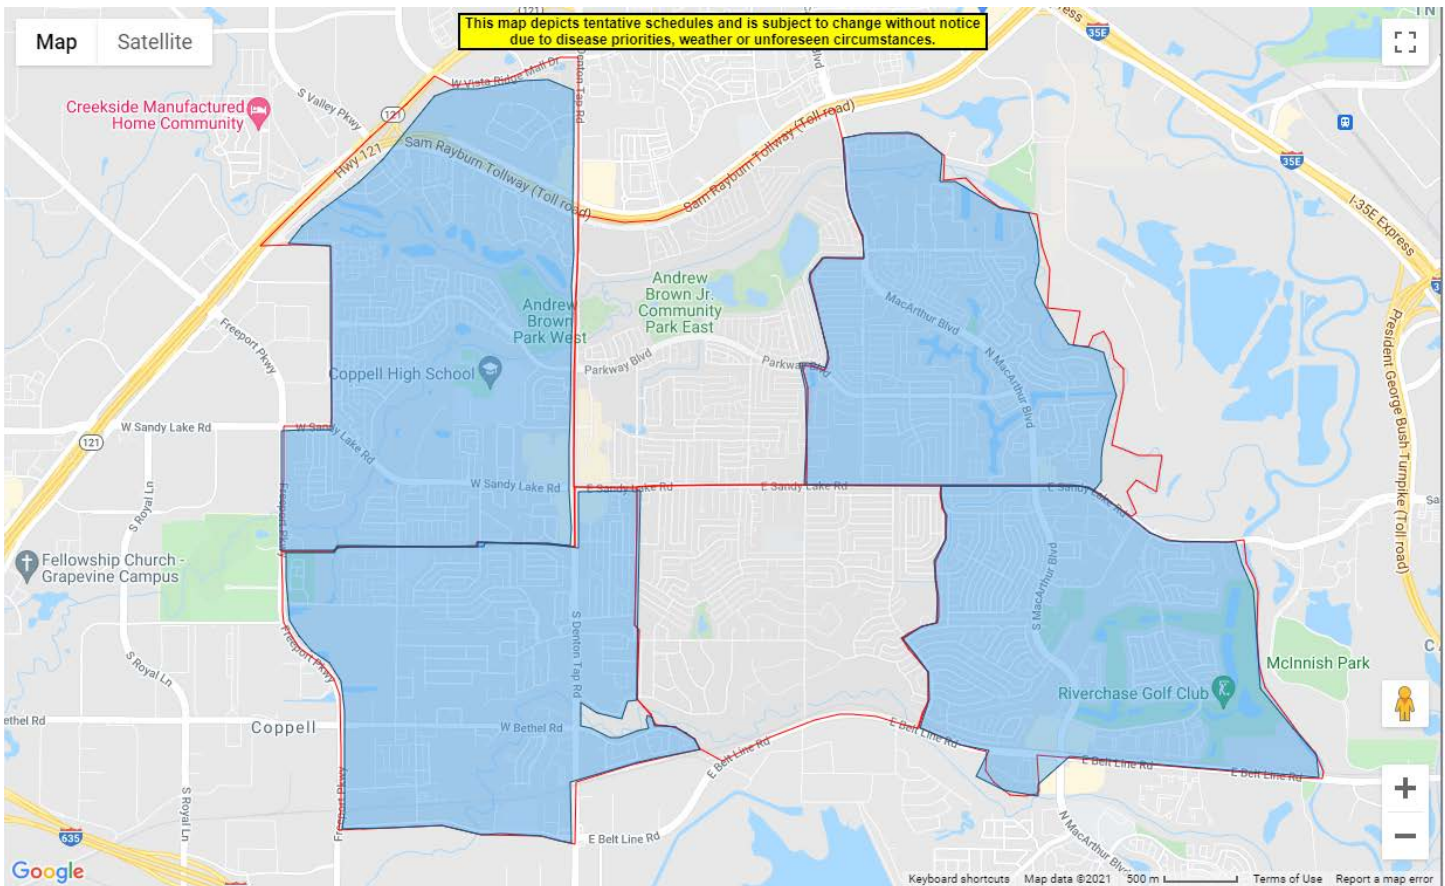 This map depicts tentative schedules and is subject to change without notice
due to disease priorities, weather or unforeseen circumstances.
Map
Satellite
(121)
Express
35E
W Vista Ridge Mall Dr
Denton Tap Rd
Blvd
S Valley Pkwy
Creekside Manufactured
Home Community
121
Hwy 121
Sam Rayburn Tollway (Toll road)
Sam Rayburn Tollway (Toll road)
35E
I-35E Express
Andrew
Brown Jr.
Community
Park East
Andrew
Brown
Park West
MacArthur Blvd
N MacArthur Blvd
Freeport Pkwy
Parkway Blvd
Parkway Blvd
Coppell High School
President George Bush Turnpike (Toll road)
W Sandy Lake Rd
W Sandy Lake Rd
121
W Sandy Lake Rd
E Sandy Lake Rd
E Sandy Lake Rd
E Sandy Lake Rd
S Royal Ln
Freeport Pkwy
Fellowship Church -
Grapevine Campus
S MacArthur Blvd
S Denton Tap Rd
Freeport Pkwy
S Royal Ln
McInnish Park
Riverchase Golf Club
ethel Rd
Coppell
W Bethel Rd
E Belt Line Rd
E Belt Line Rd
E Belt Line Rd
E Belt Line Rd
S Royal Ln
Freeport Pkwy
635
E Belt Line Rd
N MacArthur Blvd
Google
Keyboard shortcuts
Map data ©2021
500 m
Terms of Use
Report a map error